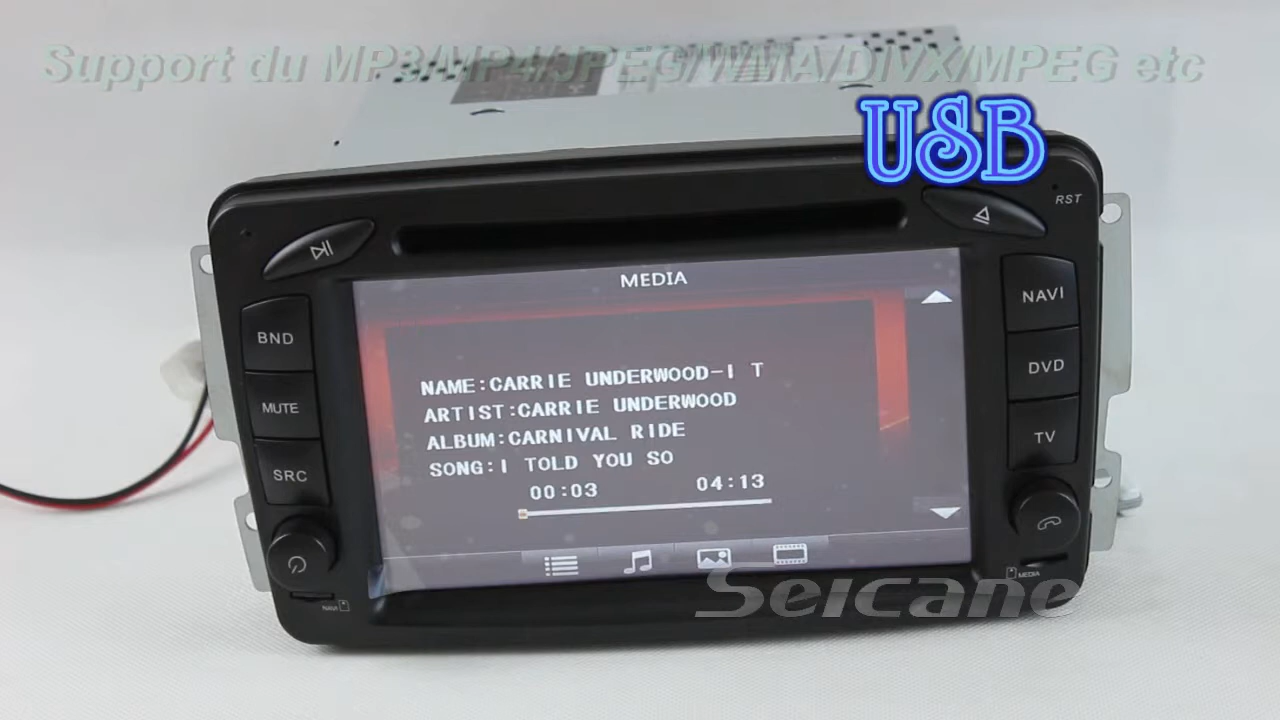 Support du MP3/MP4/JPEG/WMA/DIVX/MPEG etc
USB
RST
MEDIA
BND
MUTE
SRC
NAVI
DVD
TV
NAME:CARRIE UNDERWOOD-I T
ARTIST:CARRIE UNDERWOOD
ALBUM:CARNIVAL RIDE
SONG:I TOLD YOU SO
00:03 04:13
NAVI
MEDIA
Seicane